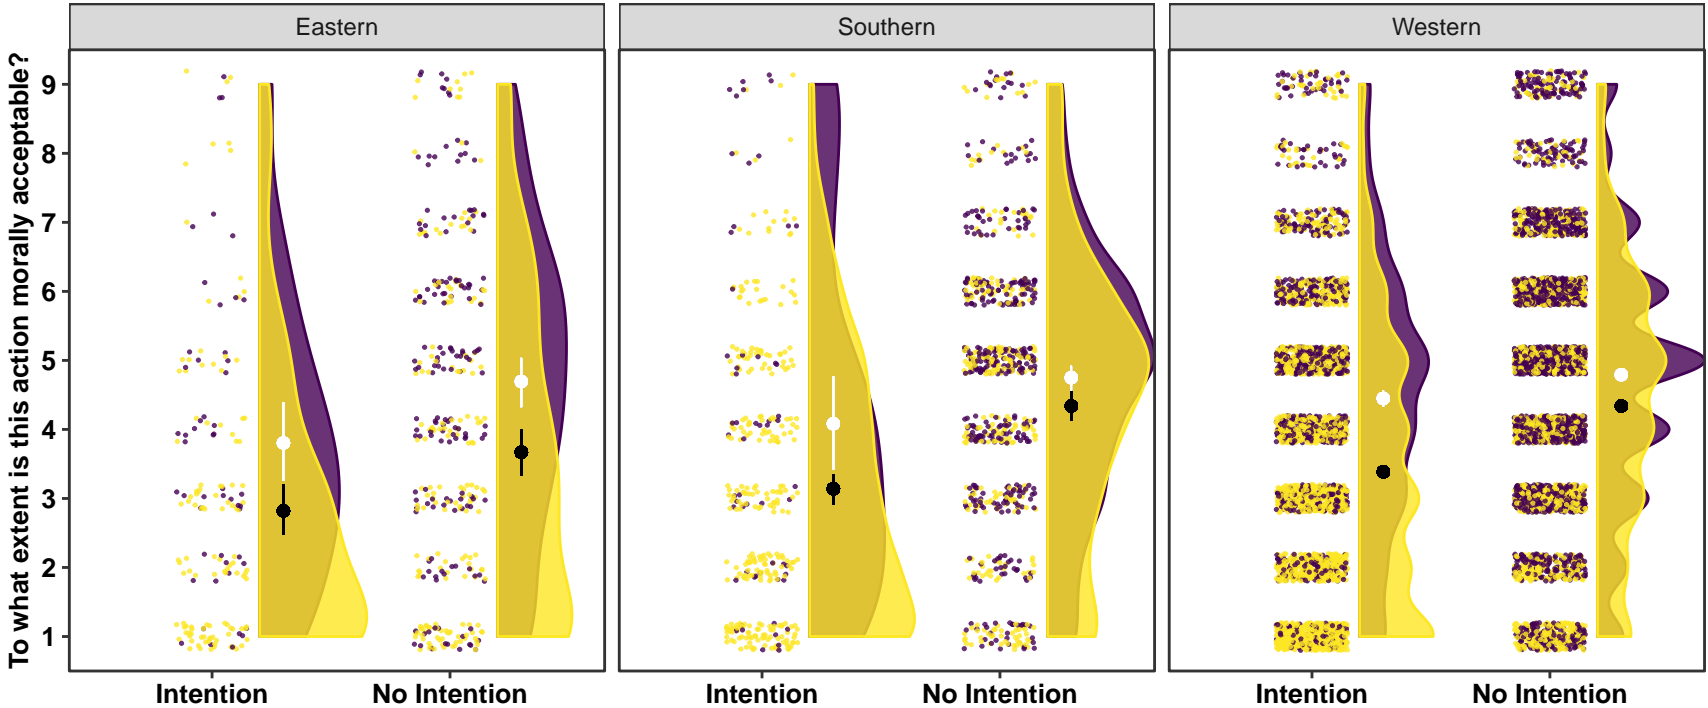 Eastern
Southern
Western
To what extent is this action morally acceptable?
9
8
7
6
5
4
3
2
1
Intention
No Intention
Intention
No Intention
Intention
No Intention